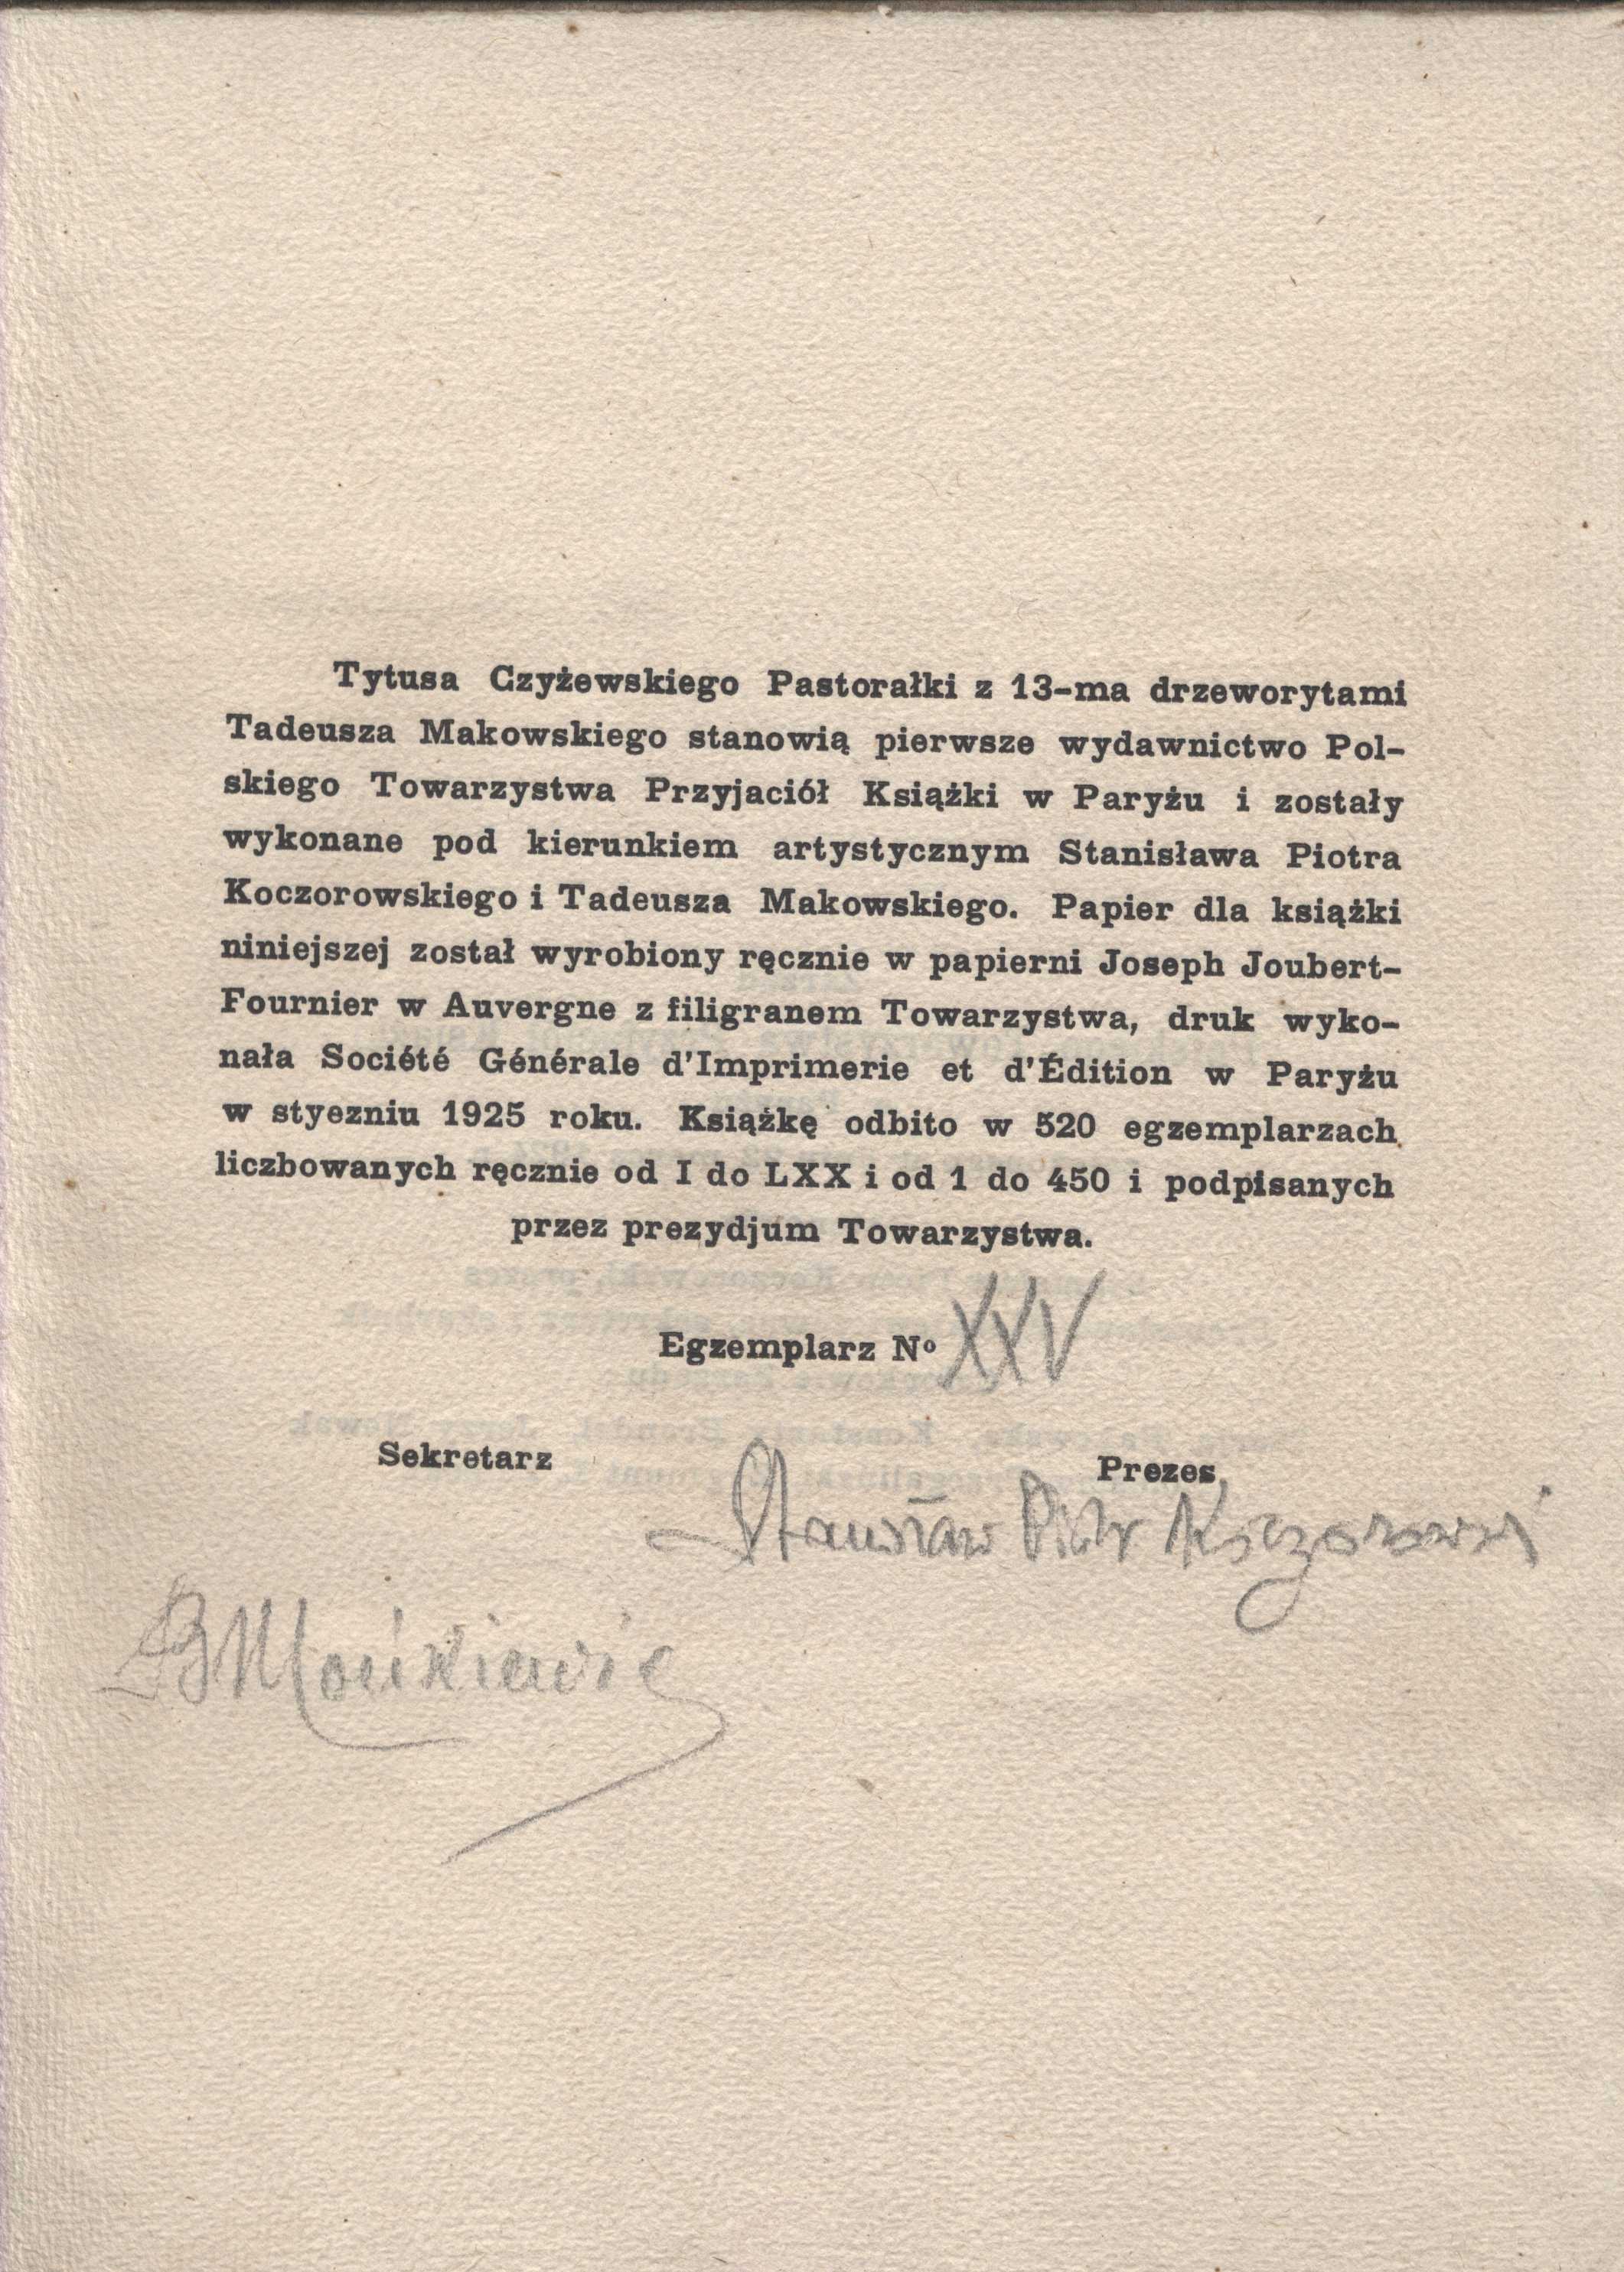 Tytusa Czyżewskiego Pastorałki z 13-ma drzeworytami
Tadeusza Makowskiego stanowią pierwsze wydawnictwo Pol-
skiego Towarzystwa Przyjaciół Książki w Paryżu i zostały
wykonane pod kierunkiem artystycznym Stanisława Piotra
Koczorowskiego i Tadeusza Makowskiego. Papier dla książki
niniejszej został wyrobiony ręcznie w papierni Joseph Joubert-
Fournier w Auvergne z filigranem Towarzystwa, druk wyko-
nała Société Générale d'Imprimerie et d'Édition w Paryżu
w styezniu 1925 roku. Książkę odbito w 520 egzemplarzach
liczbowanych ręcznie od I do LXX i od 1 do 450 i podpisanych
przez prezydjum Towarzystwa.
Egzemplarz Nº XXV
Sekretarz Prezes
Stanisław Piotr Koczorowski